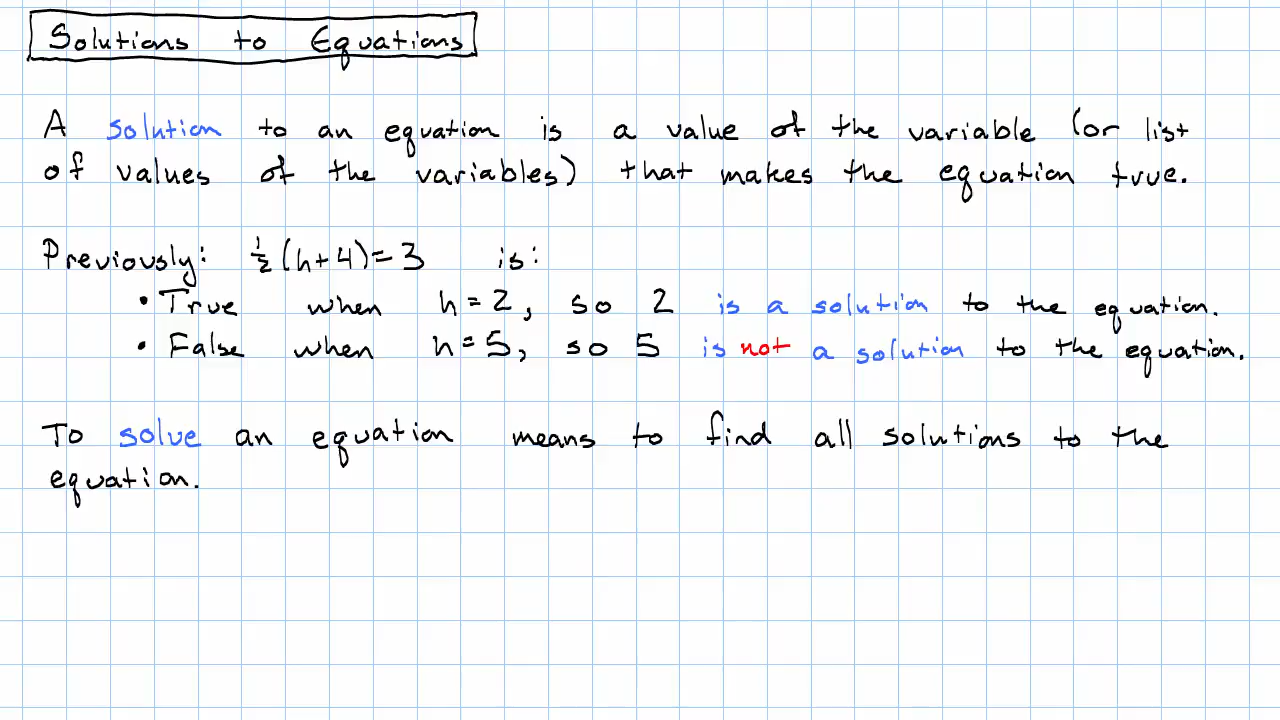 Solutions to Equations
A solution to an equation is a value of the variable (or list
of values of the variables) that makes the equation true.
Previously: ½(h+4)=3 is:
• True when h=2, so 2 is a solution to the equation.
• False when h=5, so 5 is not a solution to the equation.
To solve an equation means to find all solutions to the
equation.